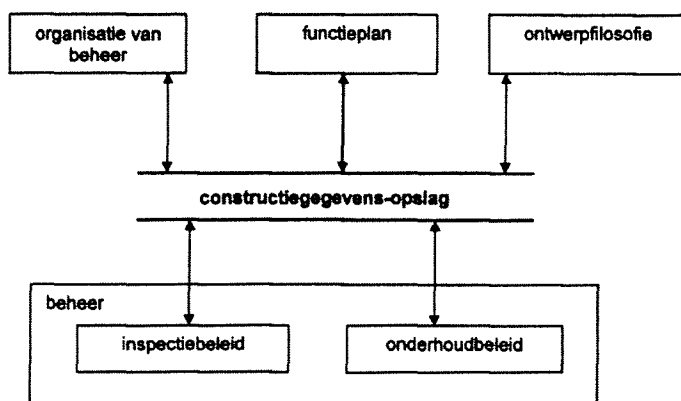 organisatie van
beheer
functieplan
ontwerpfilosofie
constructiegegevens-opslag
beheer
inspectiebeleid
onderhoudbeleid